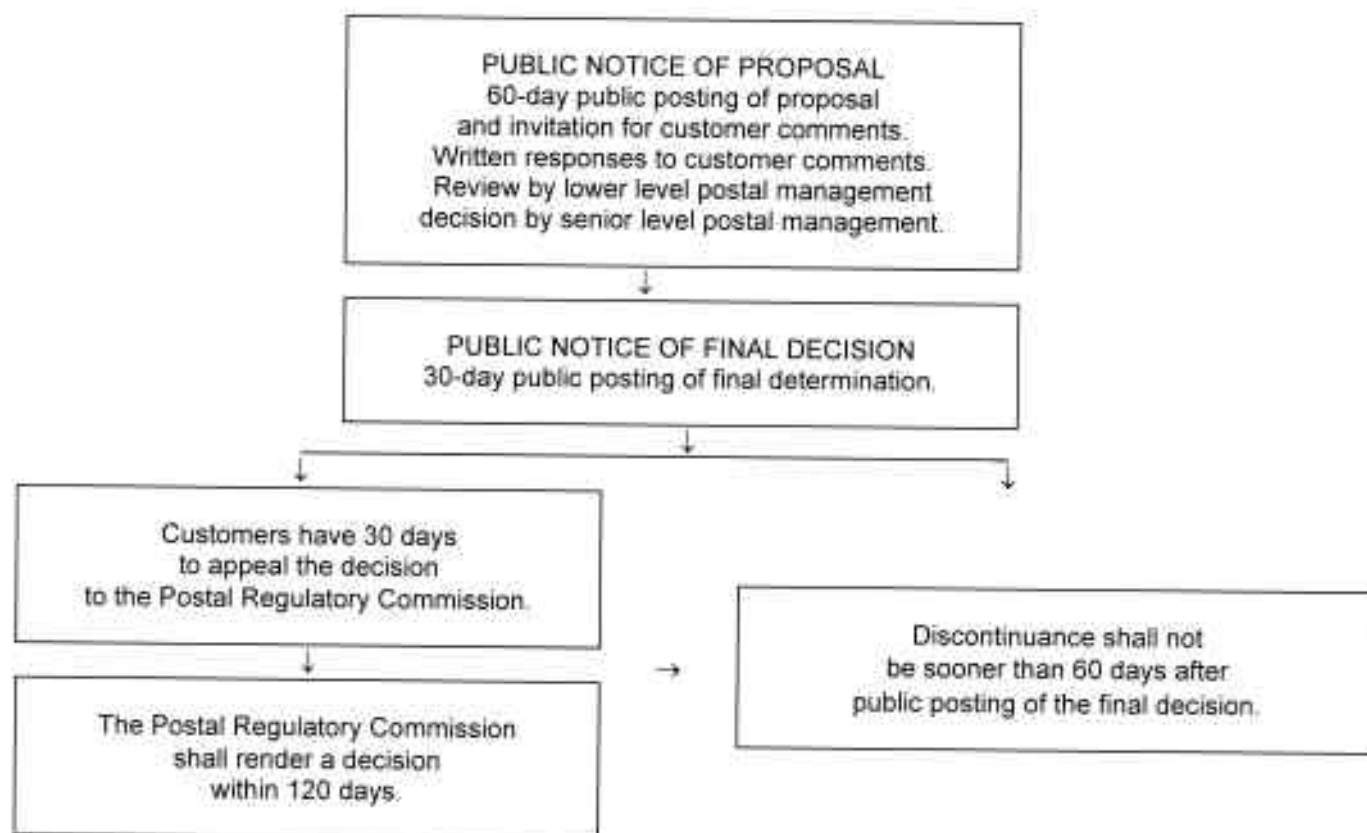 PUBLIC NOTICE OF PROPOSAL
60-day public posting of proposal
and invitation for customer comments.
Written responses to customer comments.
Review by lower level postal management
decision by senior level postal management.
↓
PUBLIC NOTICE OF FINAL DECISION
30-day public posting of final determination.
↓
↓ ↓
Customers have 30 days
to appeal the decision
to the Postal Regulatory Commission.
↓
→
The Postal Regulatory Commission
shall render a decision
within 120 days.
Discontinuance shall not
be sooner than 60 days after
public posting of the final decision.